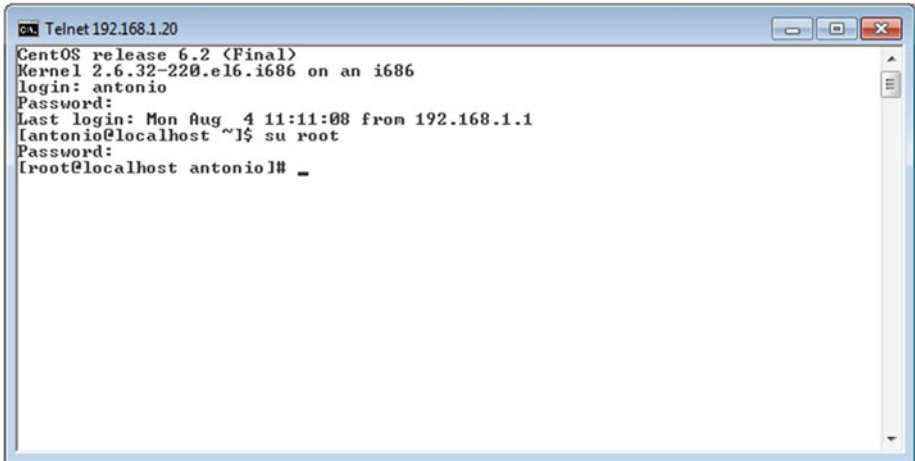 Telnet 192.168.1.20
CentOS release 6.2 (Final)
Kernel 2.6.32-220.el6.i686 on an i686
login: antonio
Password:
Last login: Mon Aug  4 11:11:08 from 192.168.1.1
[antonio@localhost ~]$ su root
Password:
[root@localhost antonio]# _